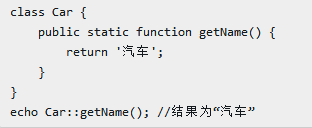 class Car {
    public static function getName() {
        return '汽车';
    }
}
echo Car::getName(); //结果为“汽车”